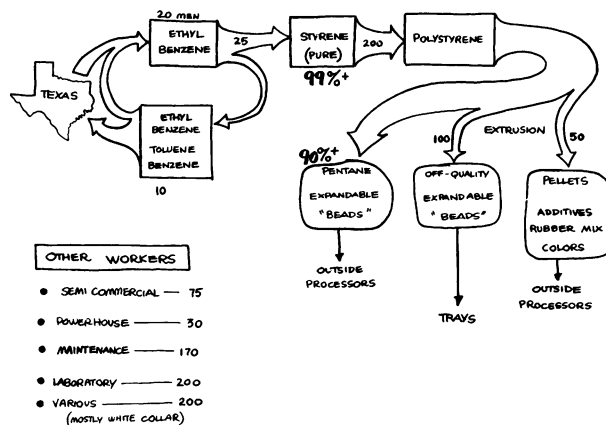 20 MEN
ETHYL
BENZENE
25
STYRENE
(PURE)
99%+
200
POLYSTYRENE
TEXAS
ETHYL
BENZENE
TOLUENE
BENZENE
10
EXTRUSION
100
50
90%+
PENTANE
EXPANDABLE
"BEADS"
OFF-QUALITY
EXPANDABLE
"BEADS"
PELLETS
ADDITIVES
RUBBER MIX
COLORS
OUTSIDE
PROCESSORS
TRAYS
OUTSIDE
PROCESSORS
OTHER WORKERS
• SEMI COMMERCIAL — 75
• POWERHOUSE — 30
• MAINTENANCE — 170
• LABORATORY — 200
• VARIOUS — 200
(MOSTLY WHITE COLLAR)